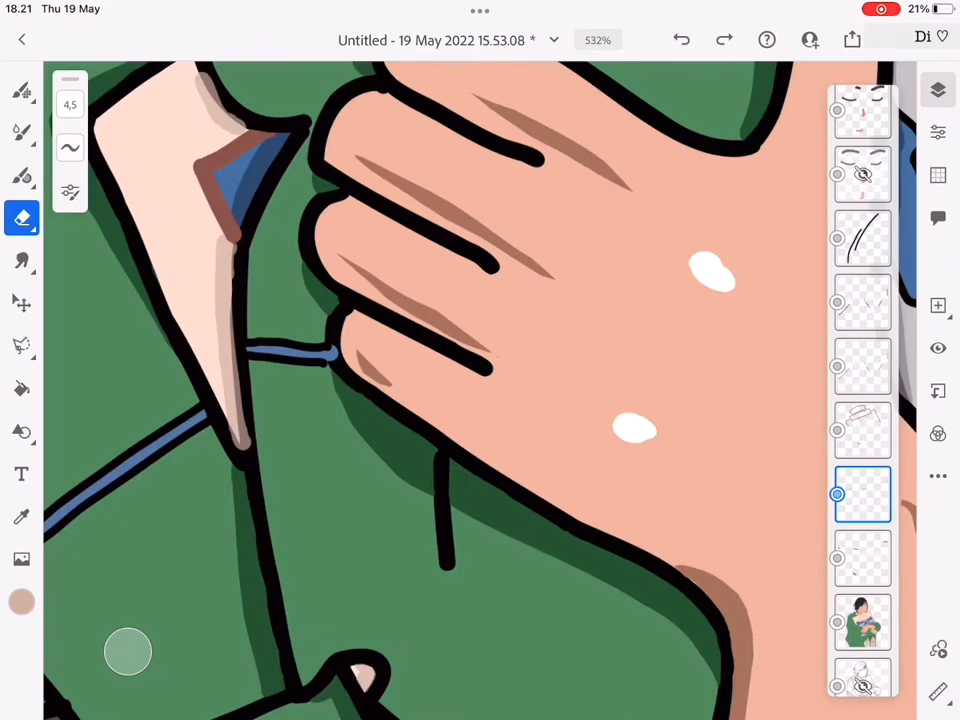 18.21 Thu 19 May
21%
Untitled - 19 May 2022 15.53.08 *
532%
Di ♡
4,5
T